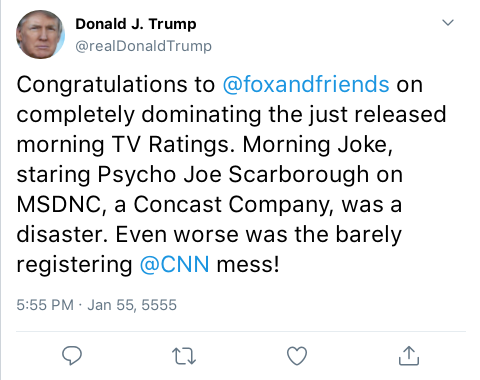 Donald J. Trump
@realDonaldTrump
Congratulations to @foxandfriends on
completely dominating the just released
morning TV Ratings. Morning Joke,
staring Psycho Joe Scarborough on
MSDNC, a Concast Company, was a
disaster. Even worse was the barely
registering @CNN mess!
5:55 PM · Jan 55, 5555